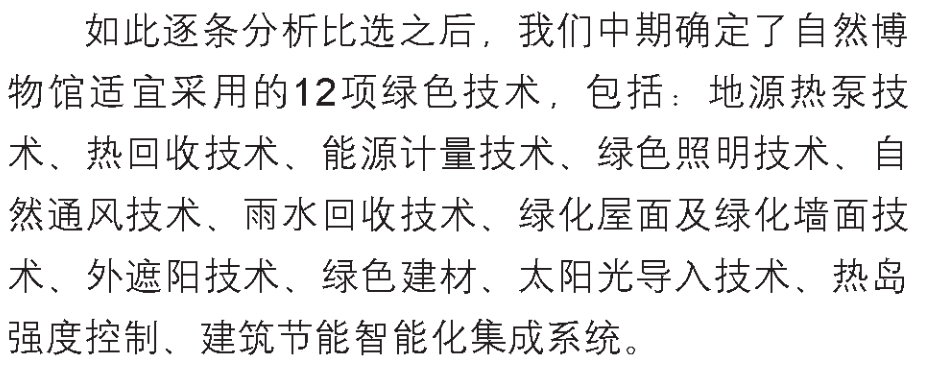 如此逐条分析比选之后，我们中期确定了自然博
物馆适宜采用的12项绿色技术，包括：地源热泵技
术、热回收技术、能源计量技术、绿色照明技术、自
然通风技术、雨水回收技术、绿化屋面及绿化墙面技
术、外遮阳技术、绿色建材、太阳光导入技术、热岛
强度控制、建筑节能智能化集成系统。